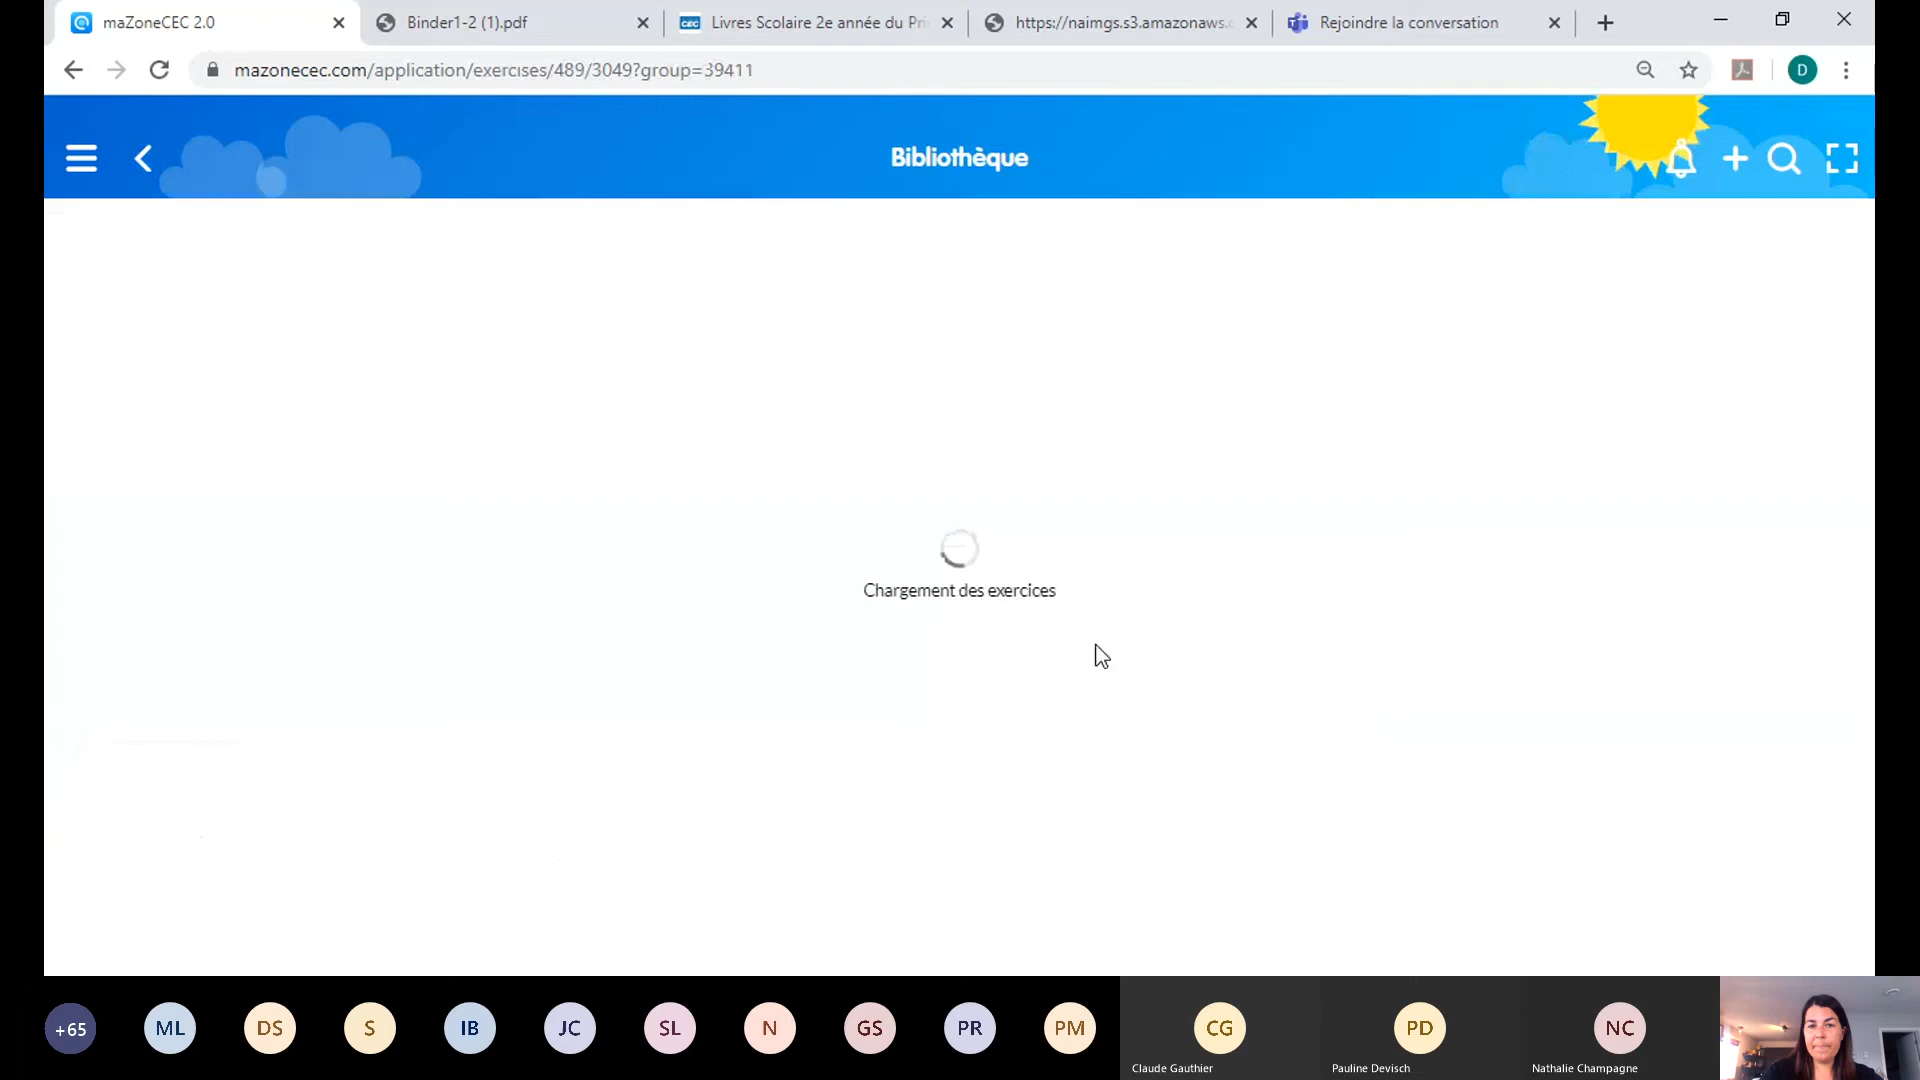 maZoneCEC 2.0
Binder1-2 (1).pdf
Livres Scolaire 2e année du Pri
https://naimgs.s3.amazonaws.c
Rejoindre la conversation
mazonecec.com/application/exercises/489/3049?group=39411
D
Bibliothèque
Chargement des exercices
+65
ML
DS
S
IB
JC
SL
N
GS
PR
PM
CG
PD
NC
Claude Gauthier
Pauline Devisch
Nathalie Champagne